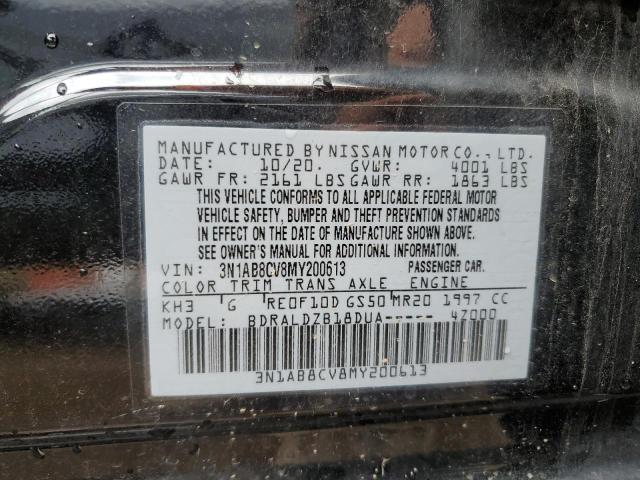 MANUFACTURED BY NISSAN MOTOR CO., LTD.
DATE: 10/20. GVWR: 4001 LBS
GAWR FR: 2161 LBS GAWR RR: 1863 LBS
THIS VEHICLE CONFORMS TO ALL APPLICABLE FEDERAL MOTOR
VEHICLE SAFETY, BUMPER AND THEFT PREVENTION STANDARDS
IN EFFECT ON THE DATE OF MANUFACTURE SHOWN ABOVE.
SEE OWNER'S MANUAL FOR ADDITIONAL INFORMATION.
VIN: 3N1AB8CV8MY200613 PASSENGER CAR.
COLOR TRIM TRANS AXLE ENGINE
KH3 G RE0F10D GS50 MR20 1997 CC
MODEL: BDRALDZB18DUA----- 4Z000
3N1AB8CV8MY200613